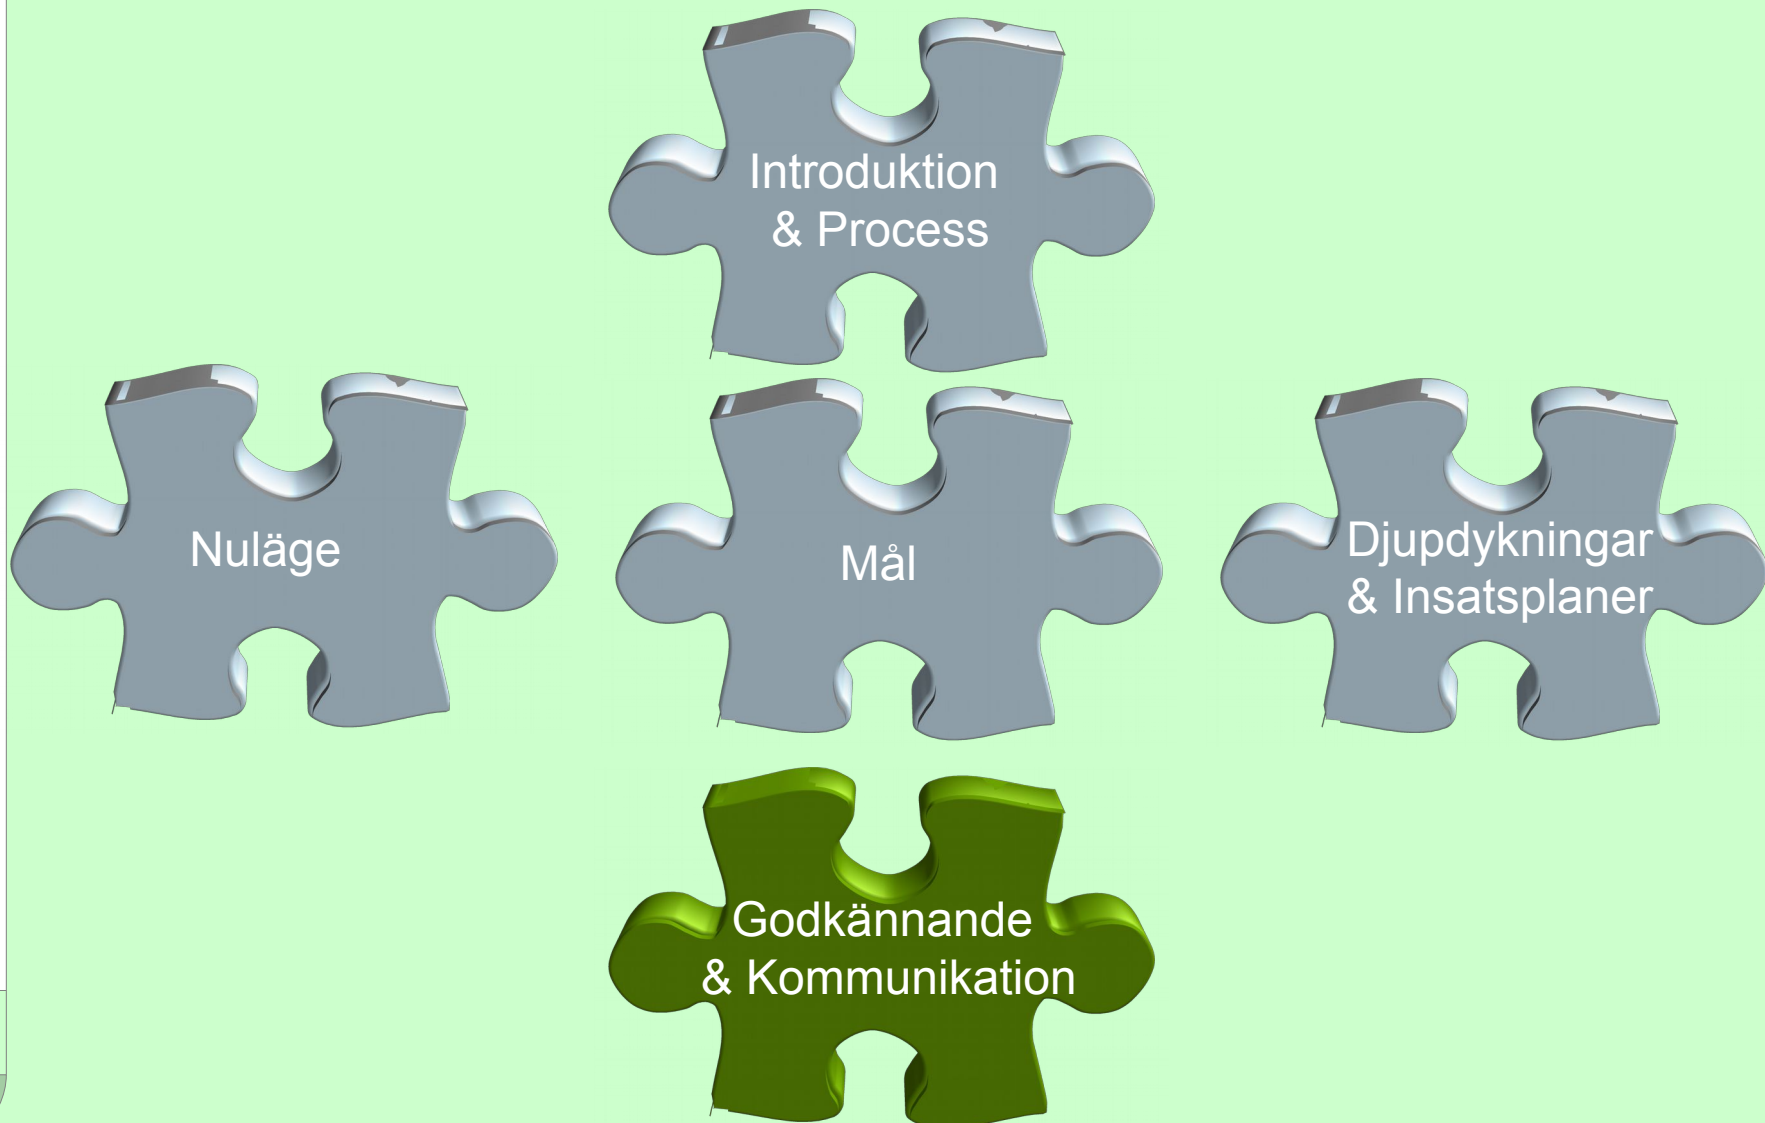 Introduktion
& Process
Nuläge
Mål
Djupdykningar
& Insatsplaner
Godkännande
& Kommunikation